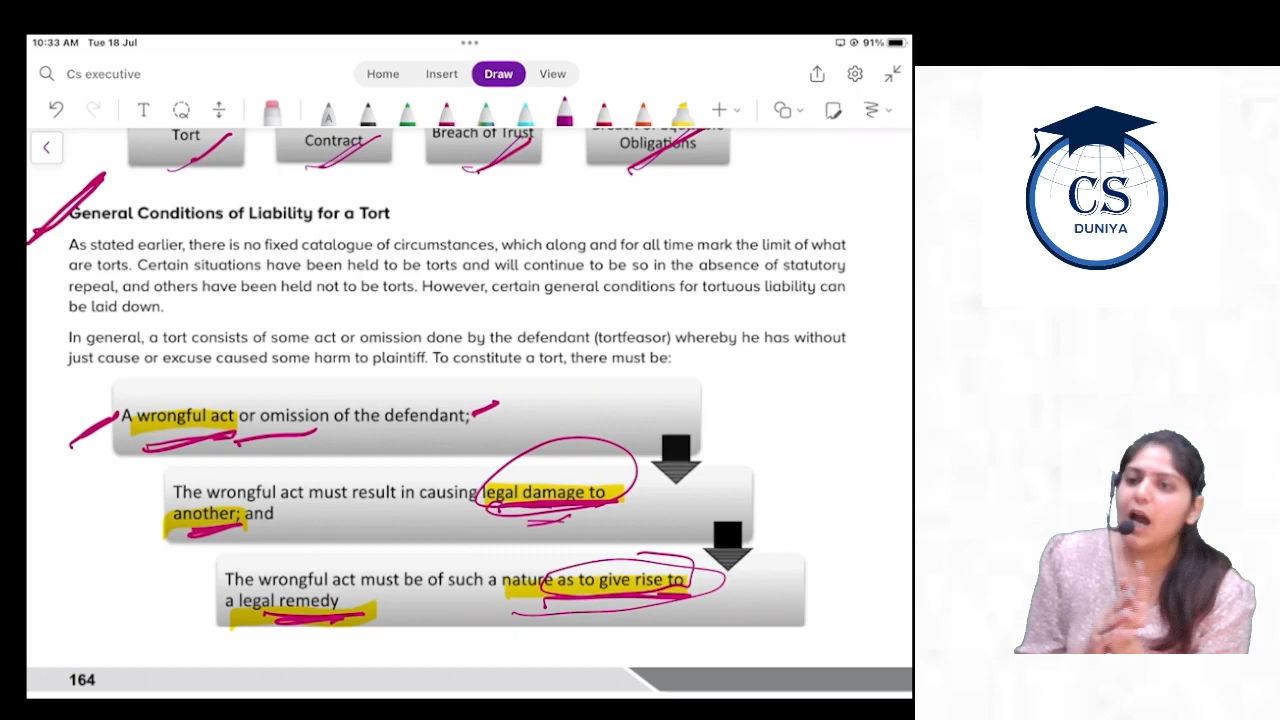 10:33 AM Tue 18 Jul
91%
Cs executive
Home Insert Draw View
Tort
Contract
Breach of Trust
Obligations
General Conditions of Liability for a Tort
As stated earlier, there is no fixed catalogue of circumstances, which along and for all time mark the limit of what
are torts. Certain situations have been held to be torts and will continue to be so in the absence of statutory
repeal, and others have been held not to be torts. However, certain general conditions for tortuous liability can
be laid down.
In general, a tort consists of some act or omission done by the defendant (tortfeasor) whereby he has without
just cause or excuse caused some harm to plaintiff. To constitute a tort, there must be:
A wrongful act or omission of the defendant;
The wrongful act must result in causing legal damage to
another; and
The wrongful act must be of such a nature as to give rise to
a legal remedy
164
CS
DUNIYA